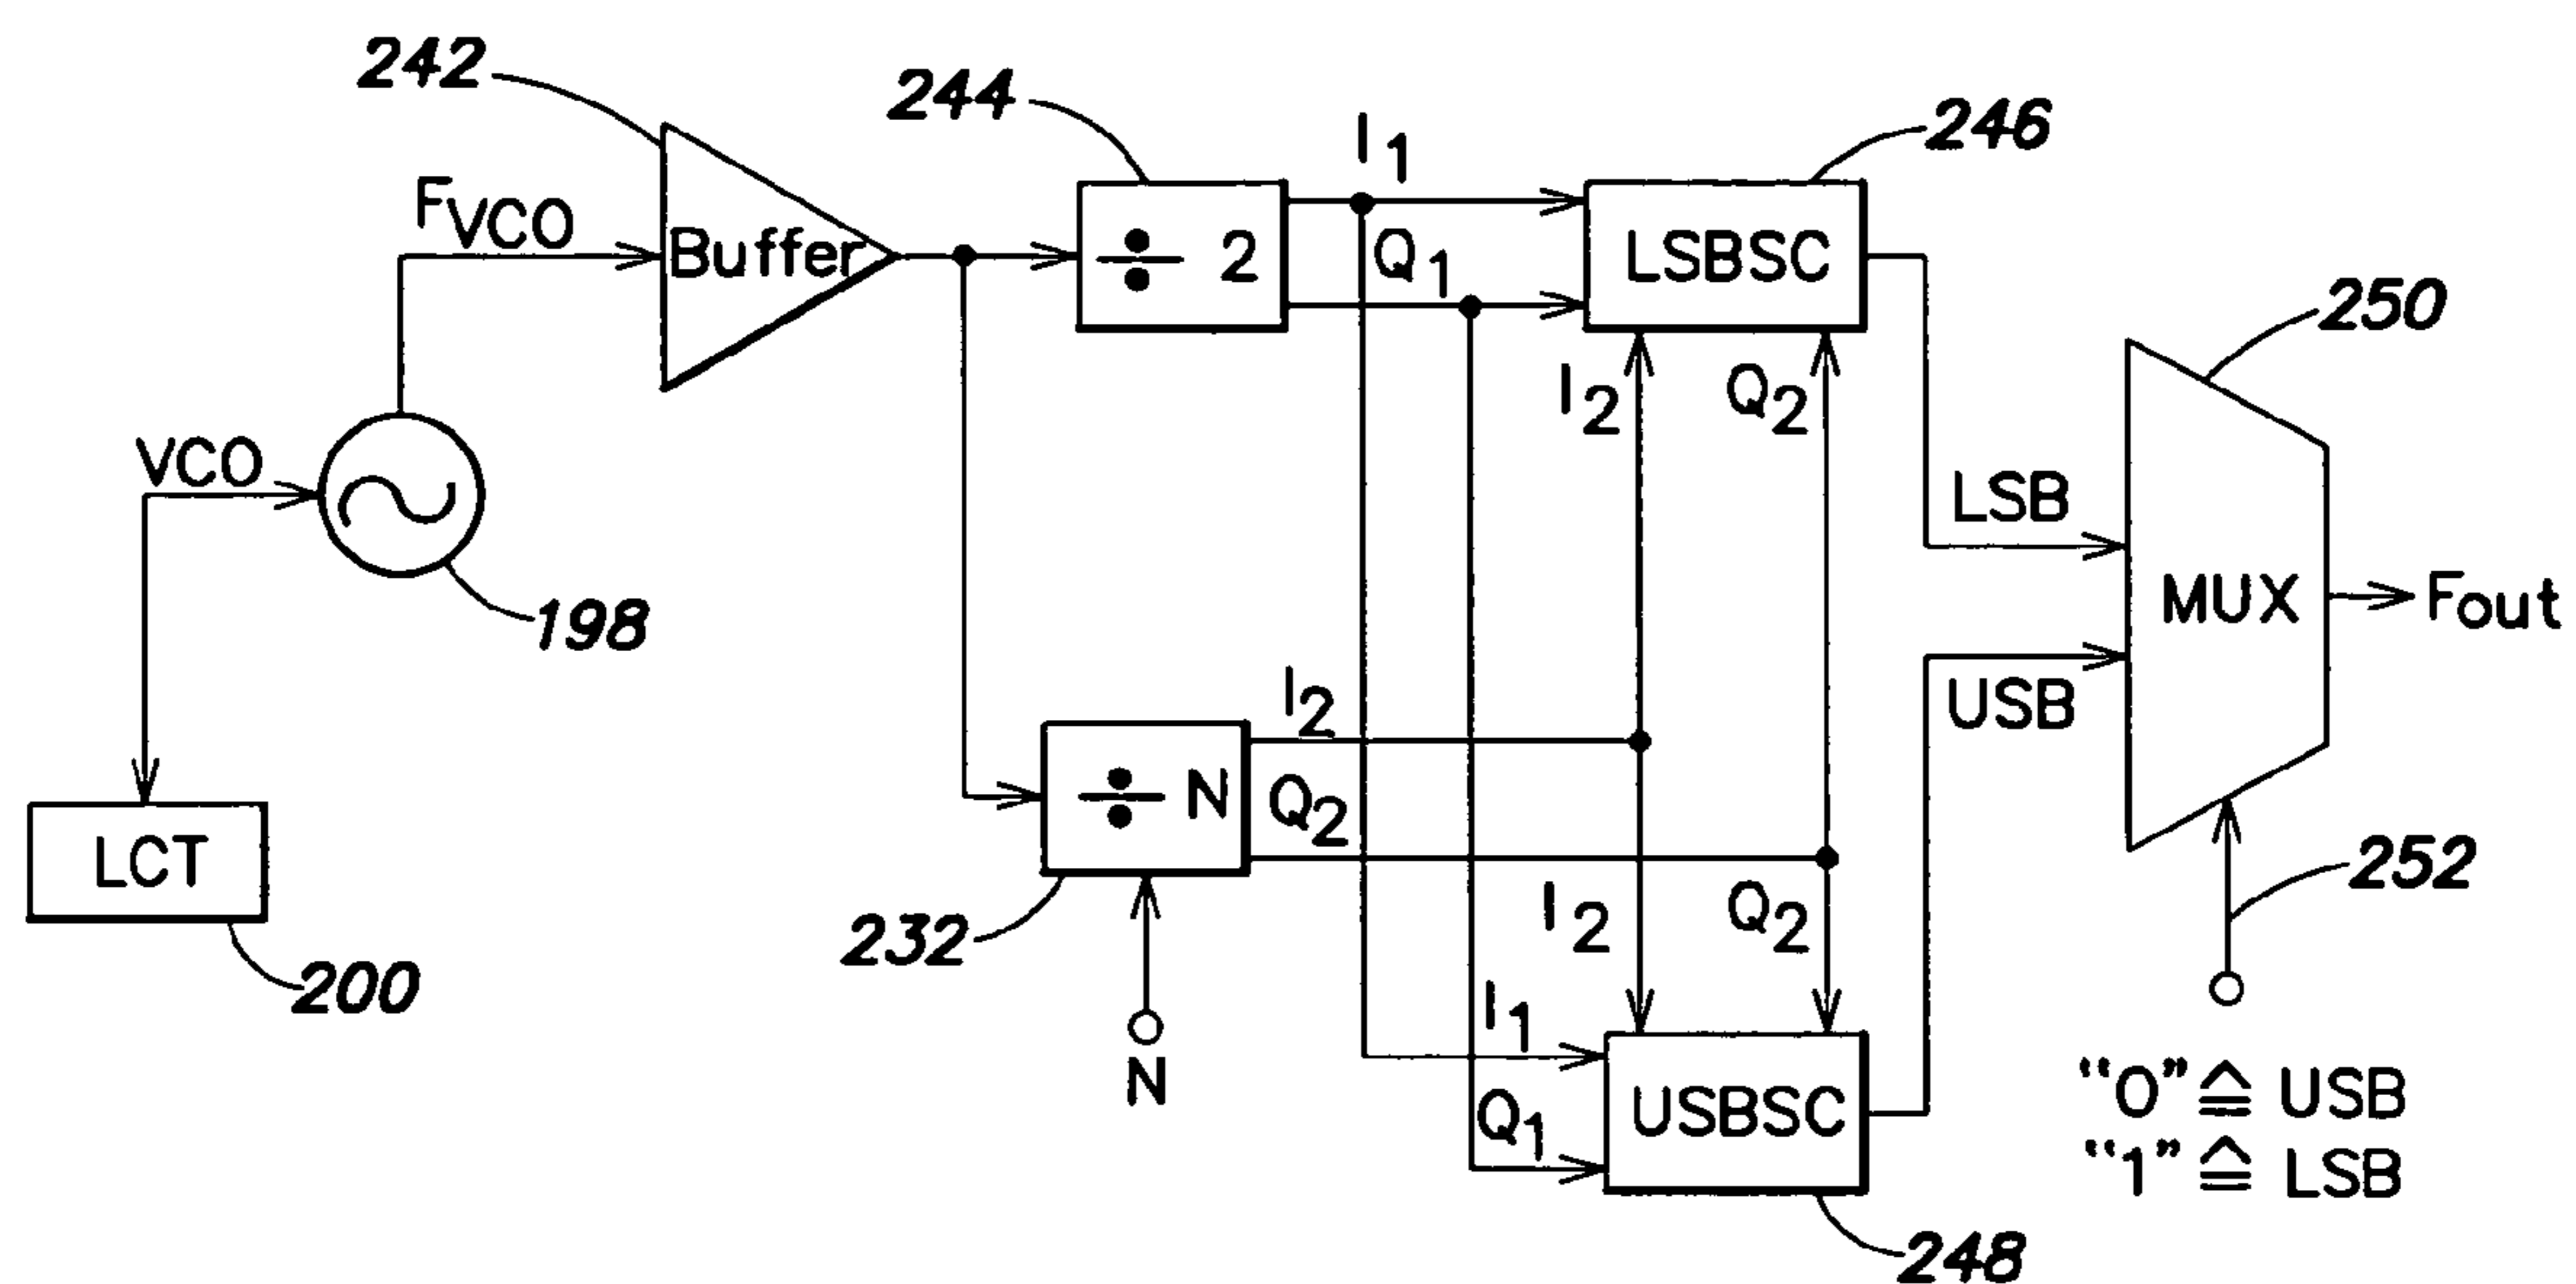 242
244
246
I1
FVCO
Buffer
÷ 2
Q1
LSBSC
250
I2
Q2
VCO
LSB
198
MUX
Fout
I2
USB
÷ N
Q2
LCT
232
I2
Q2
252
200
I1
N
Q1
USBSC
“0” ≙ USB
“1” ≙ LSB
248